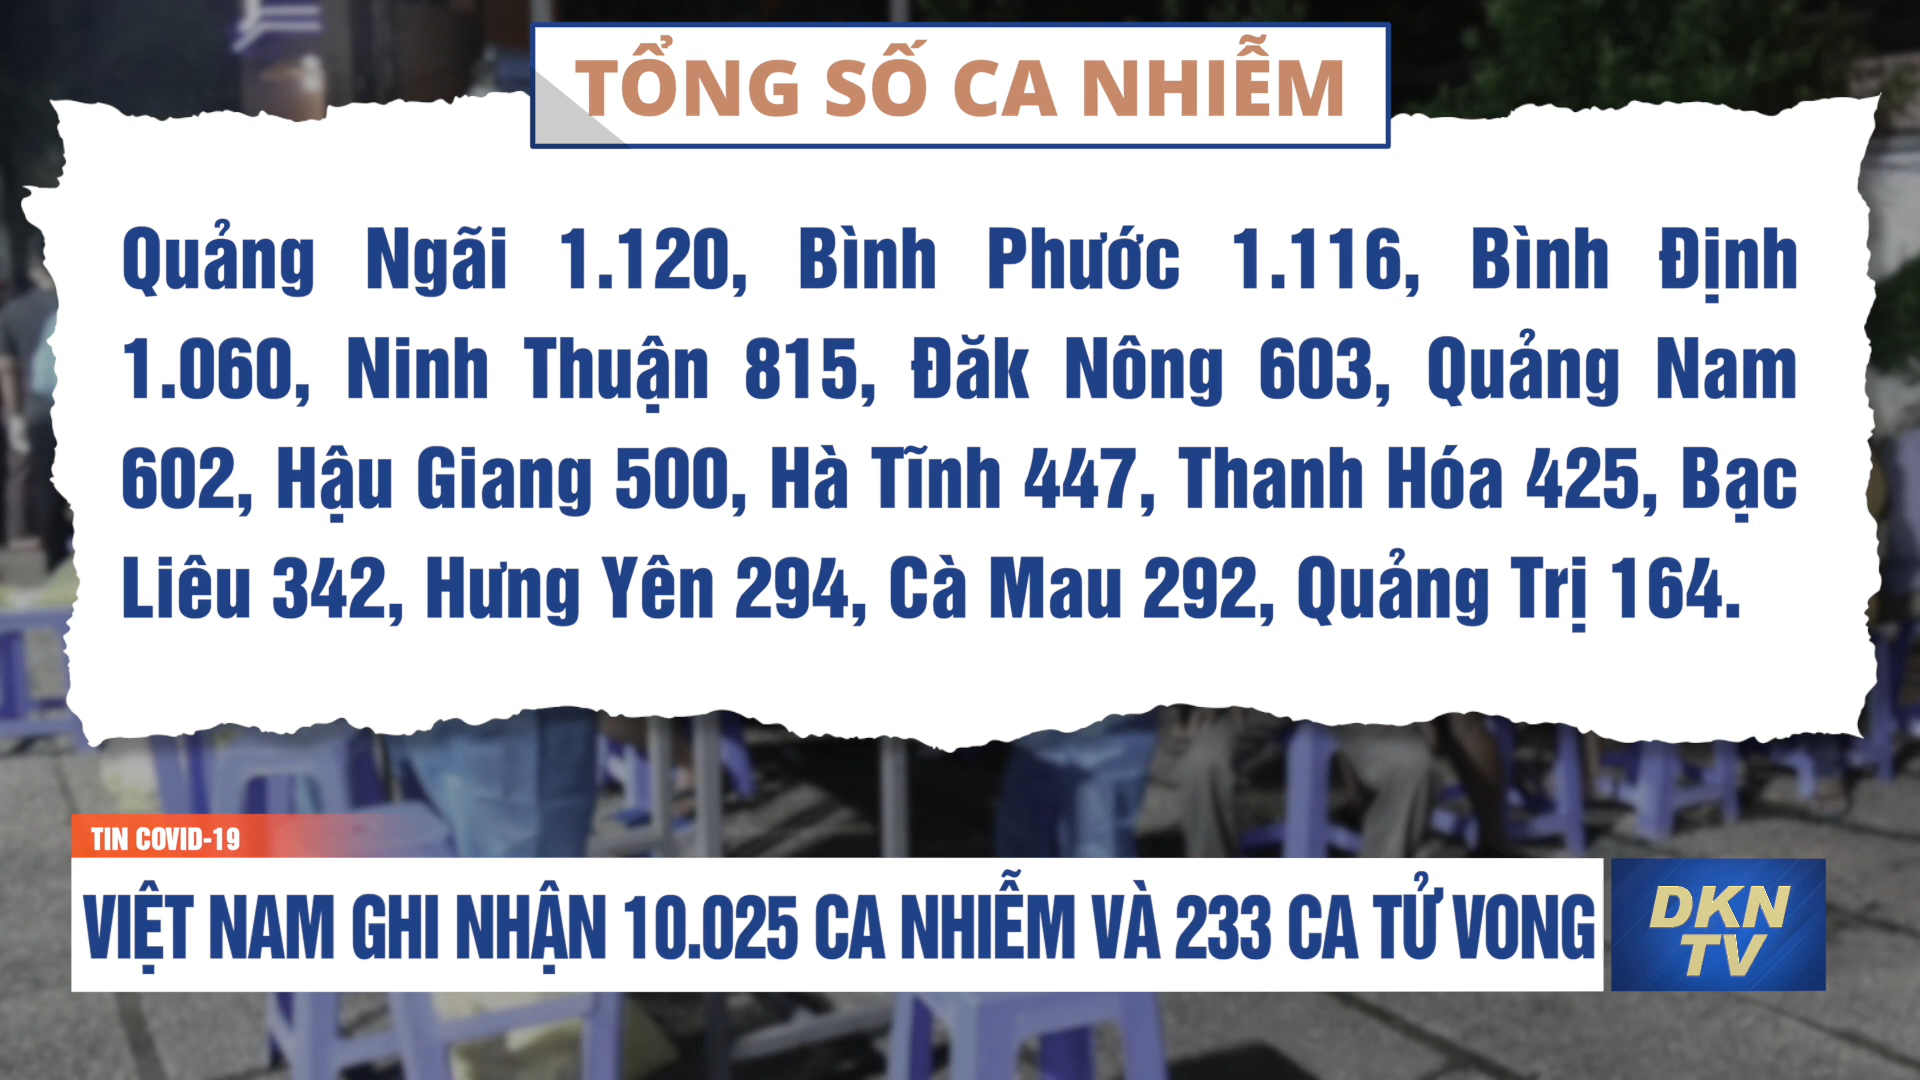 TỔNG SỐ CA NHIỄM
Quảng Ngãi 1.120, Bình Phước 1.116, Bình Định
1.060, Ninh Thuận 815, Đăk Nông 603, Quảng Nam
602, Hậu Giang 500, Hà Tĩnh 447, Thanh Hóa 425, Bạc
Liêu 342, Hưng Yên 294, Cà Mau 292, Quảng Trị 164.
TIN COVID-19
VIỆT NAM GHI NHẬN 10.025 CA NHIỄM VÀ 233 CA TỬ VONG
DKN
TV